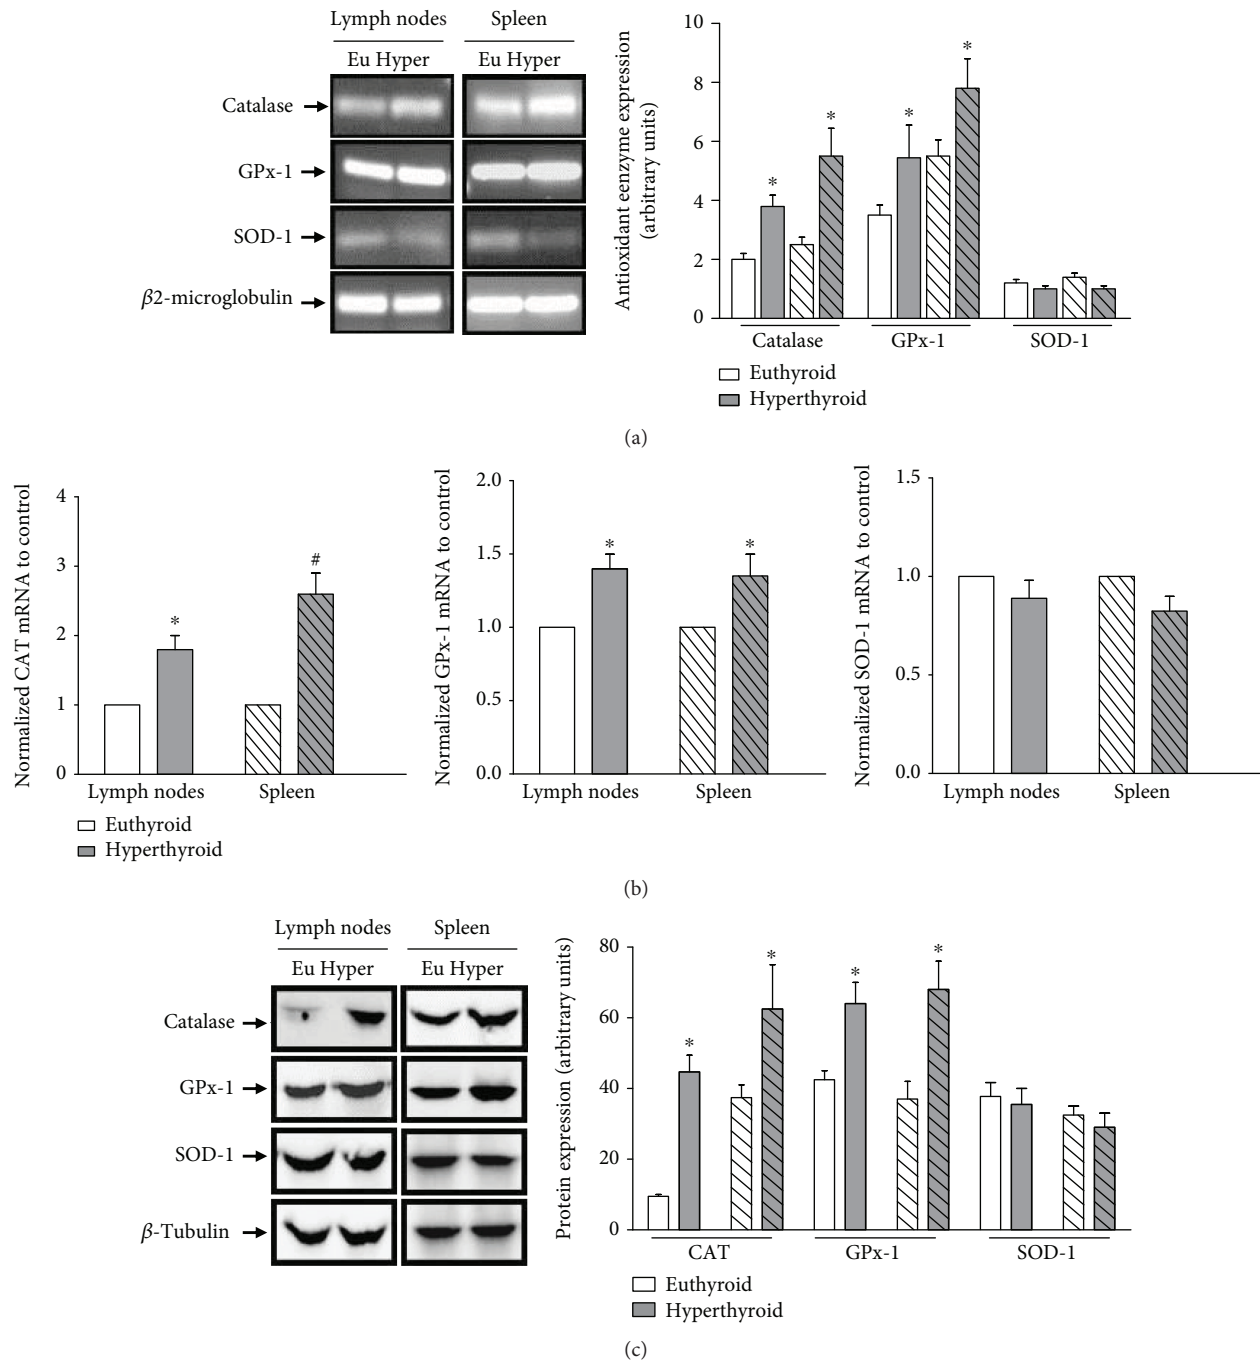 Lymph nodes Spleen
Eu Hyper Eu Hyper
Catalase
GPx-1
SOD-1
β2-microglobulin
Antioxidant eenzyme expression
(arbitrary units)
10
8
6
4
2
0
* * * *
Catalase GPx-1 SOD-1
Euthyroid
Hyperthyroid
(a)
Normalized CAT mRNA to control
4
3
2
1
0
* #
Lymph nodes Spleen
Euthyroid
Hyperthyroid
Normalized GPx-1 mRNA to control
2.0
1.5
1.0
0.5
0.0
* *
Lymph nodes Spleen
Normalized SOD-1 mRNA to control
1.5
1.0
0.5
0.0
Lymph nodes Spleen
(b)
Lymph nodes Spleen
Eu Hyper Eu Hyper
Catalase
GPx-1
SOD-1
β-Tubulin
Protein expression (arbitrary units)
80
60
40
20
0
* * * *
CAT GPx-1 SOD-1
Euthyroid
Hyperthyroid
(c)